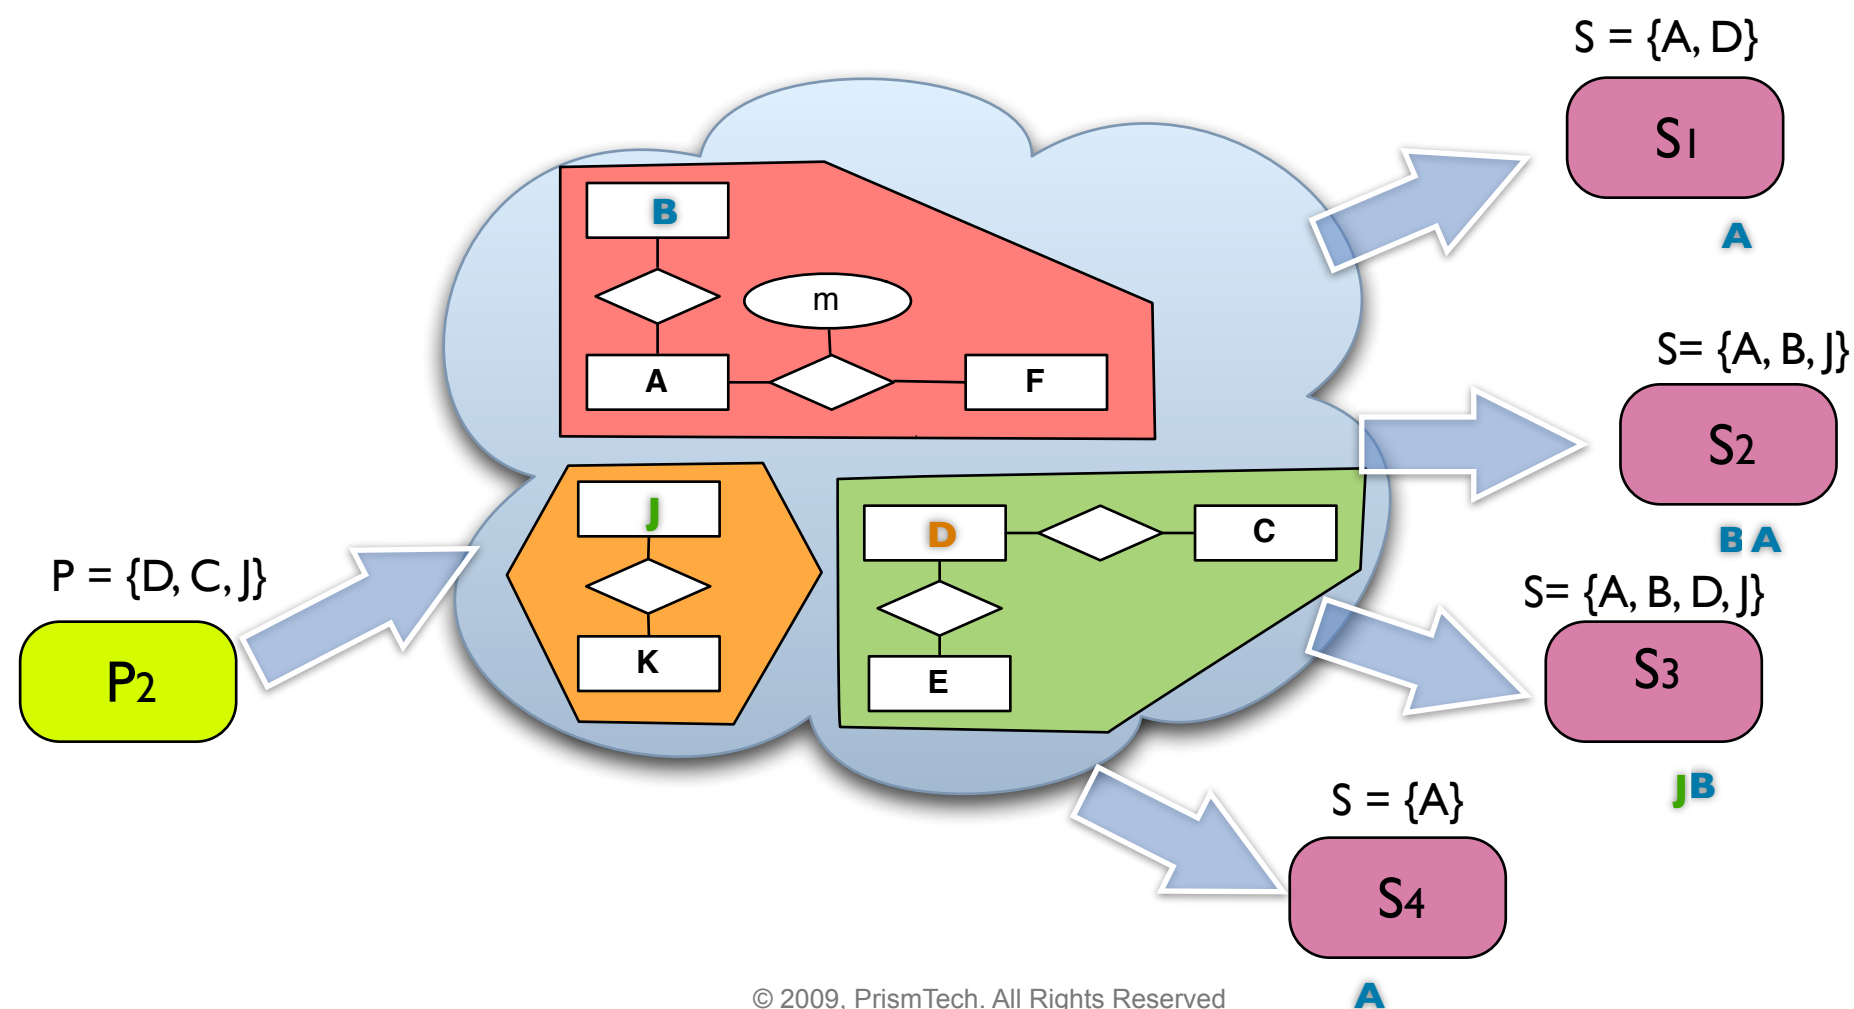 S = {A, D}
S1
A
B
m
A
F
S= {A, B, J}
S2
B A
J
K
D
C
E
P = {D, C, J}
P2
S= {A, B, D, J}
S3
JB
S = {A}
S4
A
© 2009, PrismTech. All Rights Reserved